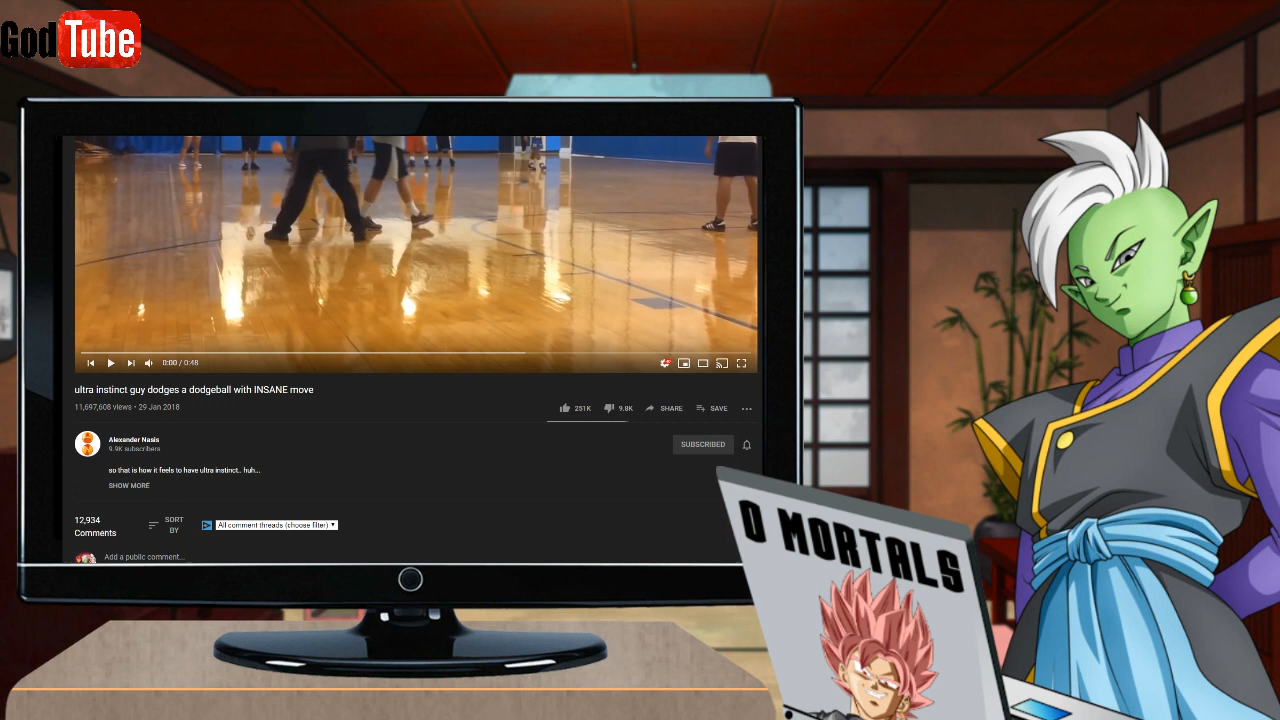 God Tube
0:00 / 0:48
ultra instinct guy dodges a dodgeball with INSANE move
11,697,608 views • 29 Jan 2018
251K 9.8K SHARE SAVE
Alexander Nasis
9.9K subscribers
SUBSCRIBED
so that is how it feels to have ultra instinct.. huh...
SHOW MORE
12,934
Comments
SORT
BY
All comment threads (choose filter)
Add a public comment...
0 MORTALS